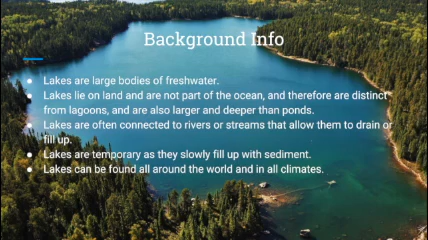 Background Info
● Lakes are large bodies of freshwater.
● Lakes lie on land and are not part of the ocean, and therefore are distinct
from lagoons, and are also larger and deeper than ponds.
● Lakes are often connected to rivers or streams that allow them to drain or
fill up.
● Lakes are temporary as they slowly fill up with sediment.
● Lakes can be found all around the world and in all climates.